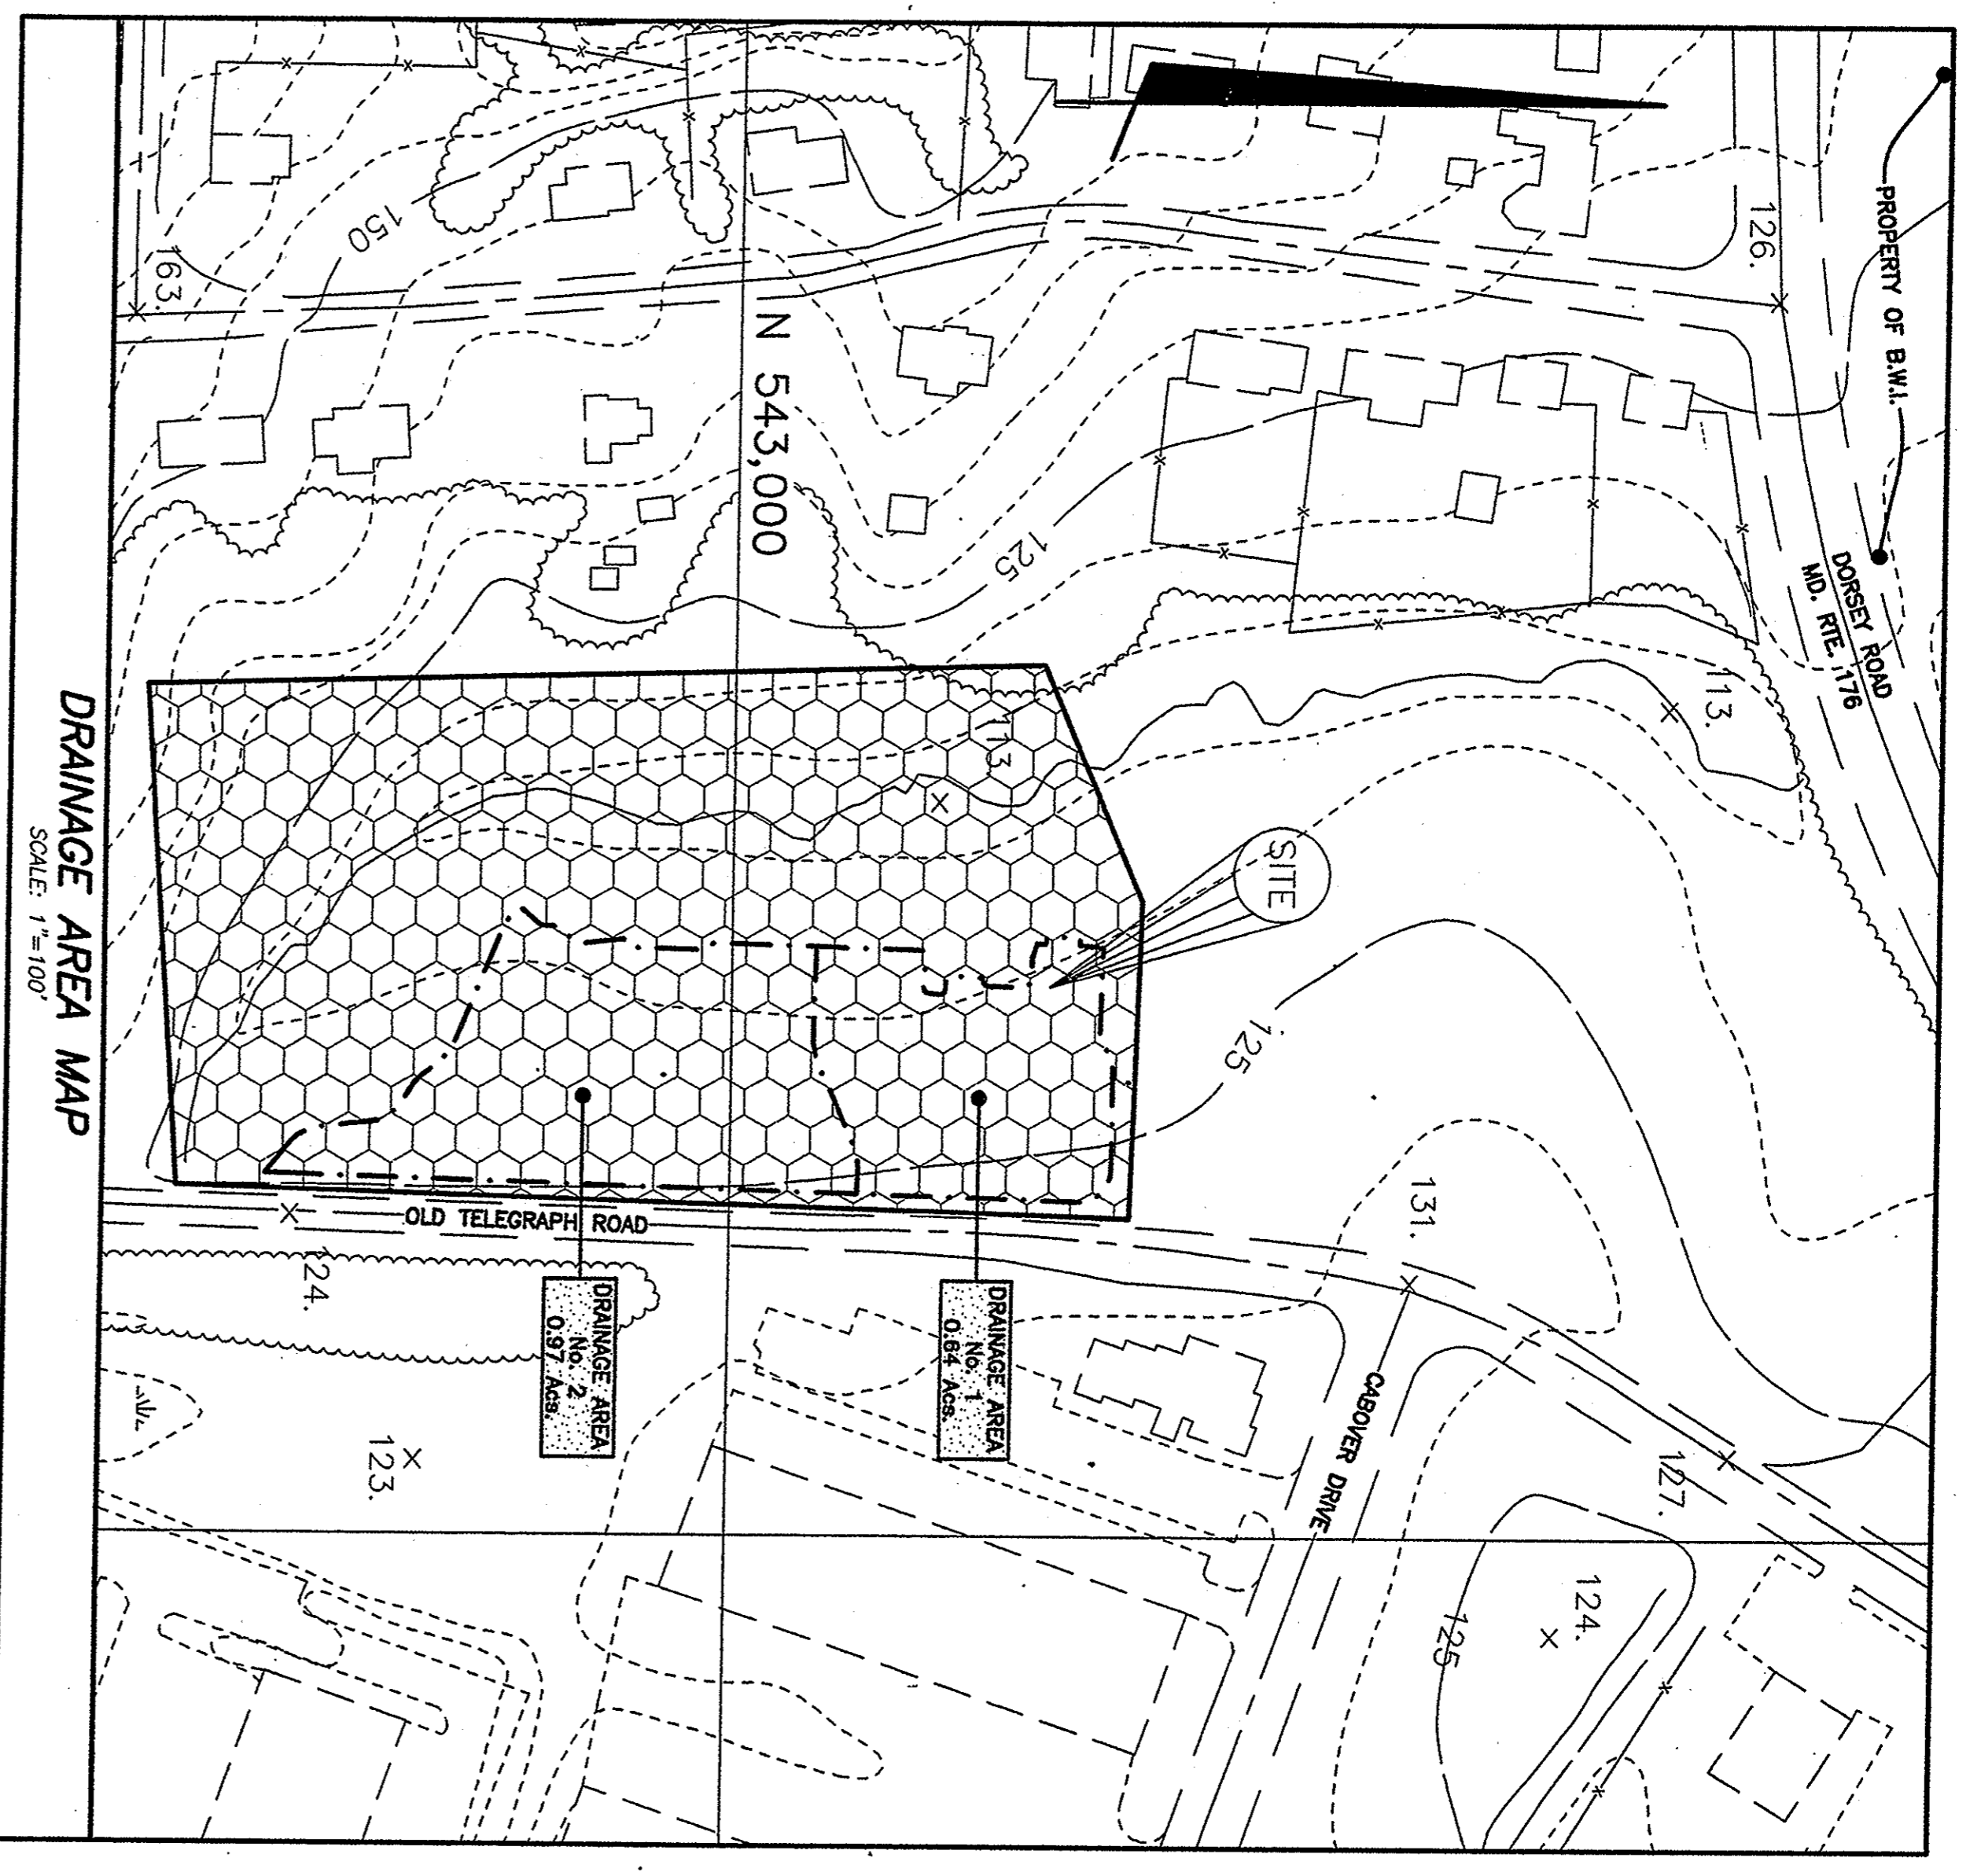 PROPERTY OF B.W.I.
126.
DORSEY ROAD
MD. RTE. 176
113.
150
163.
N 543,000
125
113
SITE
125
131.
127.
CABOVER DRIVE
124.
125
OLD TELEGRAPH ROAD
124.
123.
DRAINAGE AREA
No. 1
0.64 Acs.
DRAINAGE AREA
No. 2
0.97 Acs.
DRAINAGE AREA MAP
SCALE: 1"=100'